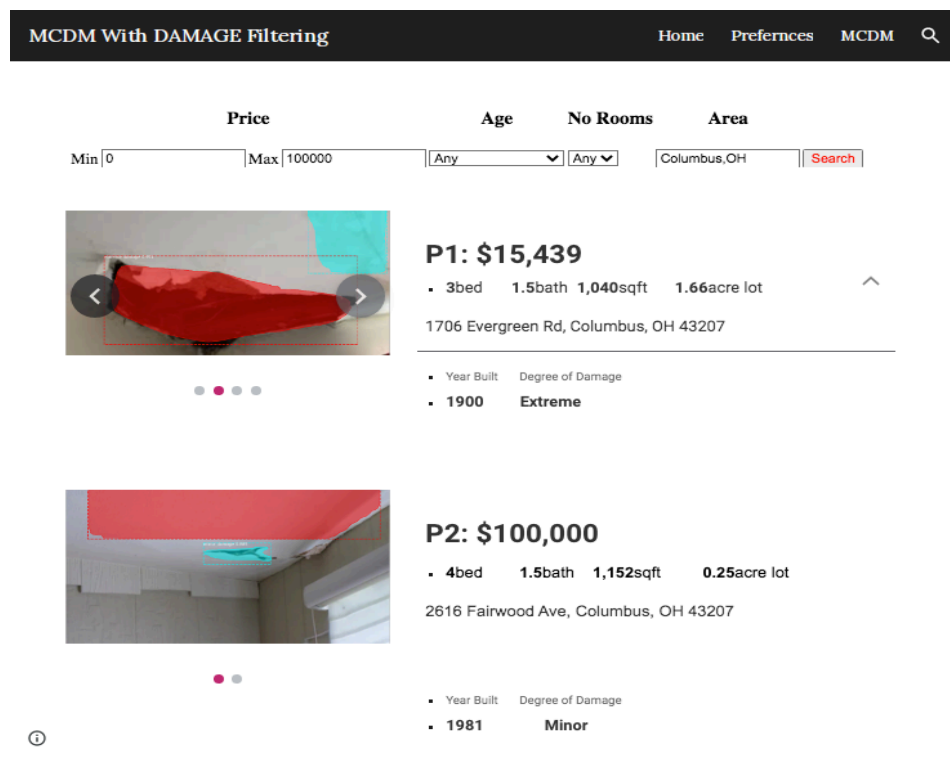 MCDM With DAMAGE Filtering Home Prefernces MCDM
Price Age No Rooms Area
Min 0 Max 100000 Any Any Columbus,OH Search
P1: $15,439
3bed 1.5bath 1,040sqft 1.66acre lot
1706 Evergreen Rd, Columbus, OH 43207
Year Built Degree of Damage
1900 Extreme
P2: $100,000
4bed 1.5bath 1,152sqft 0.25acre lot
2616 Fairwood Ave, Columbus, OH 43207
Year Built Degree of Damage
1981 Minor